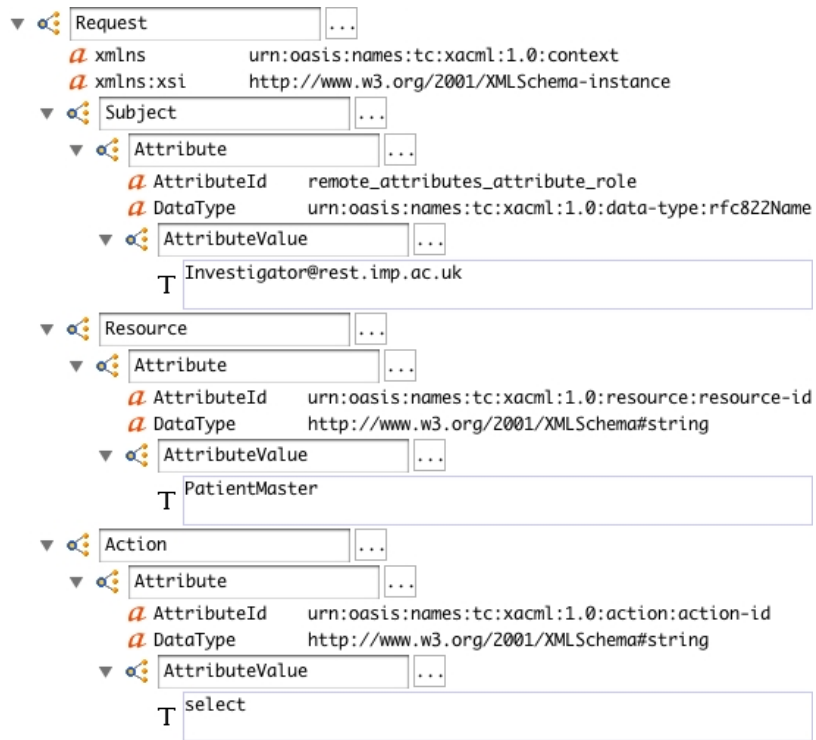 Request ...
a xmlns urn:oasis:names:tc:xacml:1.0:context
a xmlns:xsi http://www.w3.org/2001/XMLSchema-instance
Subject ...
Attribute ...
a AttributeId remote_attributes_attribute_role
a DataType urn:oasis:names:tc:xacml:1.0:data-type:rfc822Name
AttributeValue ...
T Investigator@rest.imp.ac.uk
Resource ...
Attribute ...
a AttributeId urn:oasis:names:tc:xacml:1.0:resource:resource-id
a DataType http://www.w3.org/2001/XMLSchema#string
AttributeValue ...
T PatientMaster
Action ...
Attribute ...
a AttributeId urn:oasis:names:tc:xacml:1.0:action:action-id
a DataType http://www.w3.org/2001/XMLSchema#string
AttributeValue ...
T select